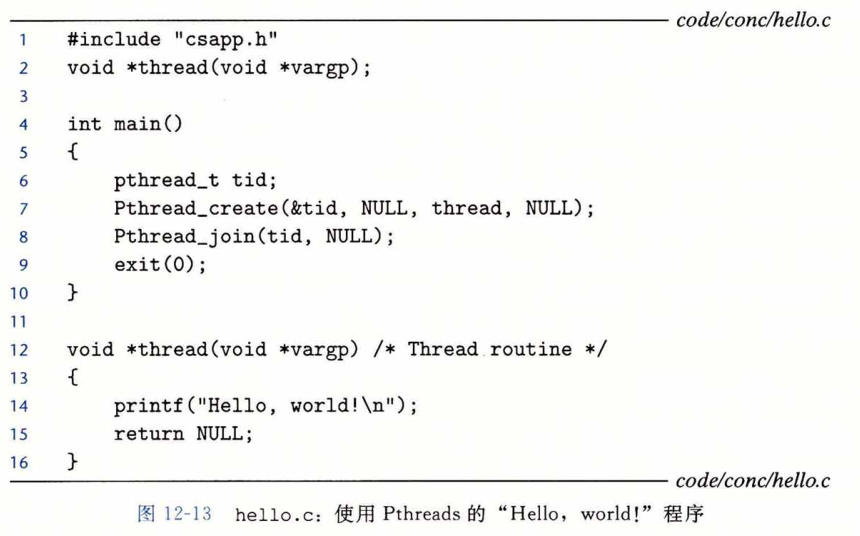 code/conc/hello.c
1 #include "csapp.h"
2 void *thread(void *vargp);
3
4 int main()
5 {
6     pthread_t tid;
7     Pthread_create(&tid, NULL, thread, NULL);
8     Pthread_join(tid, NULL);
9     exit(0);
10 }
11
12 void *thread(void *vargp) /* Thread routine */
13 {
14     printf("Hello, world!\n");
15     return NULL;
16 }
code/conc/hello.c
图 12-13 hello.c: 使用 Pthreads 的“Hello, world!”程序